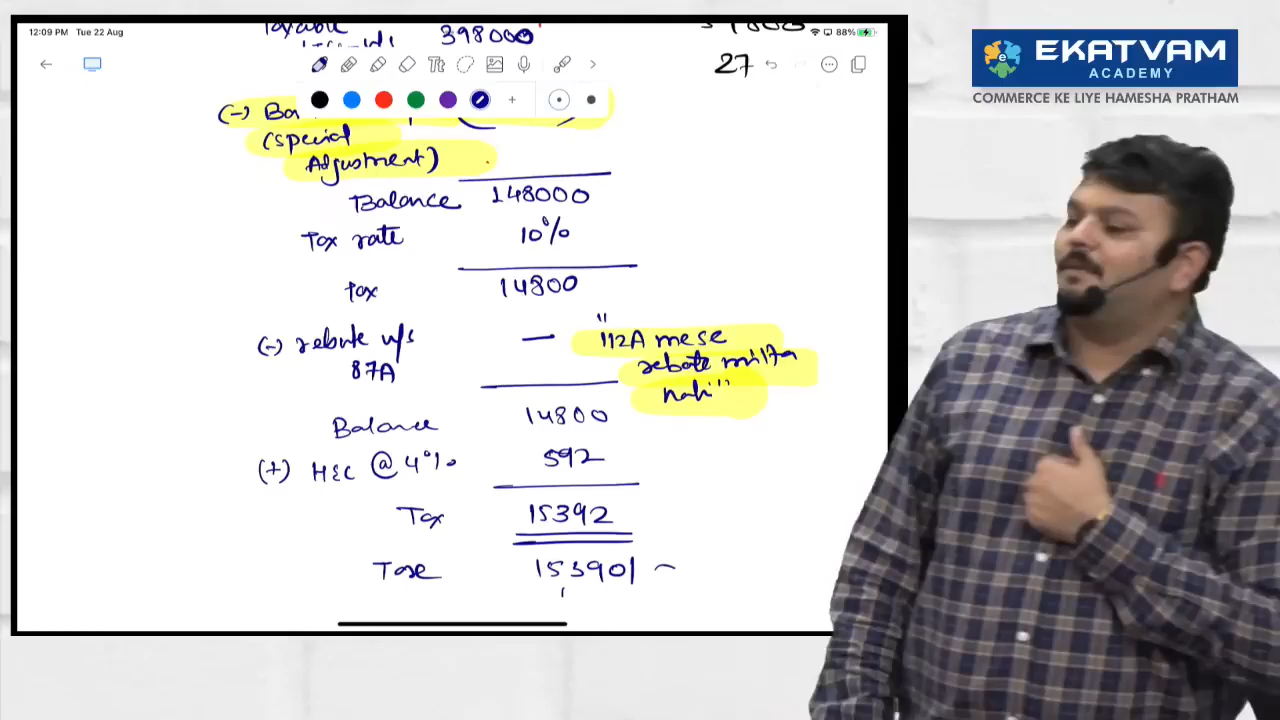 12:09 PM Tue 22 Aug
88%
Taxable
398000
27
EKATVAM
ACADEMY
COMMERCE KE LIYE HAMESHA PRATHAM
(-) Ba
(special
Adjustment)
Balance 148000
Tax rate 10%
Tax 14800
(-) rebate u/s — "112A mese
87A rebate milta
nahi"
Balance 14800
(+) HEC @ 4% 592
Tax 15392
Tax 15390/